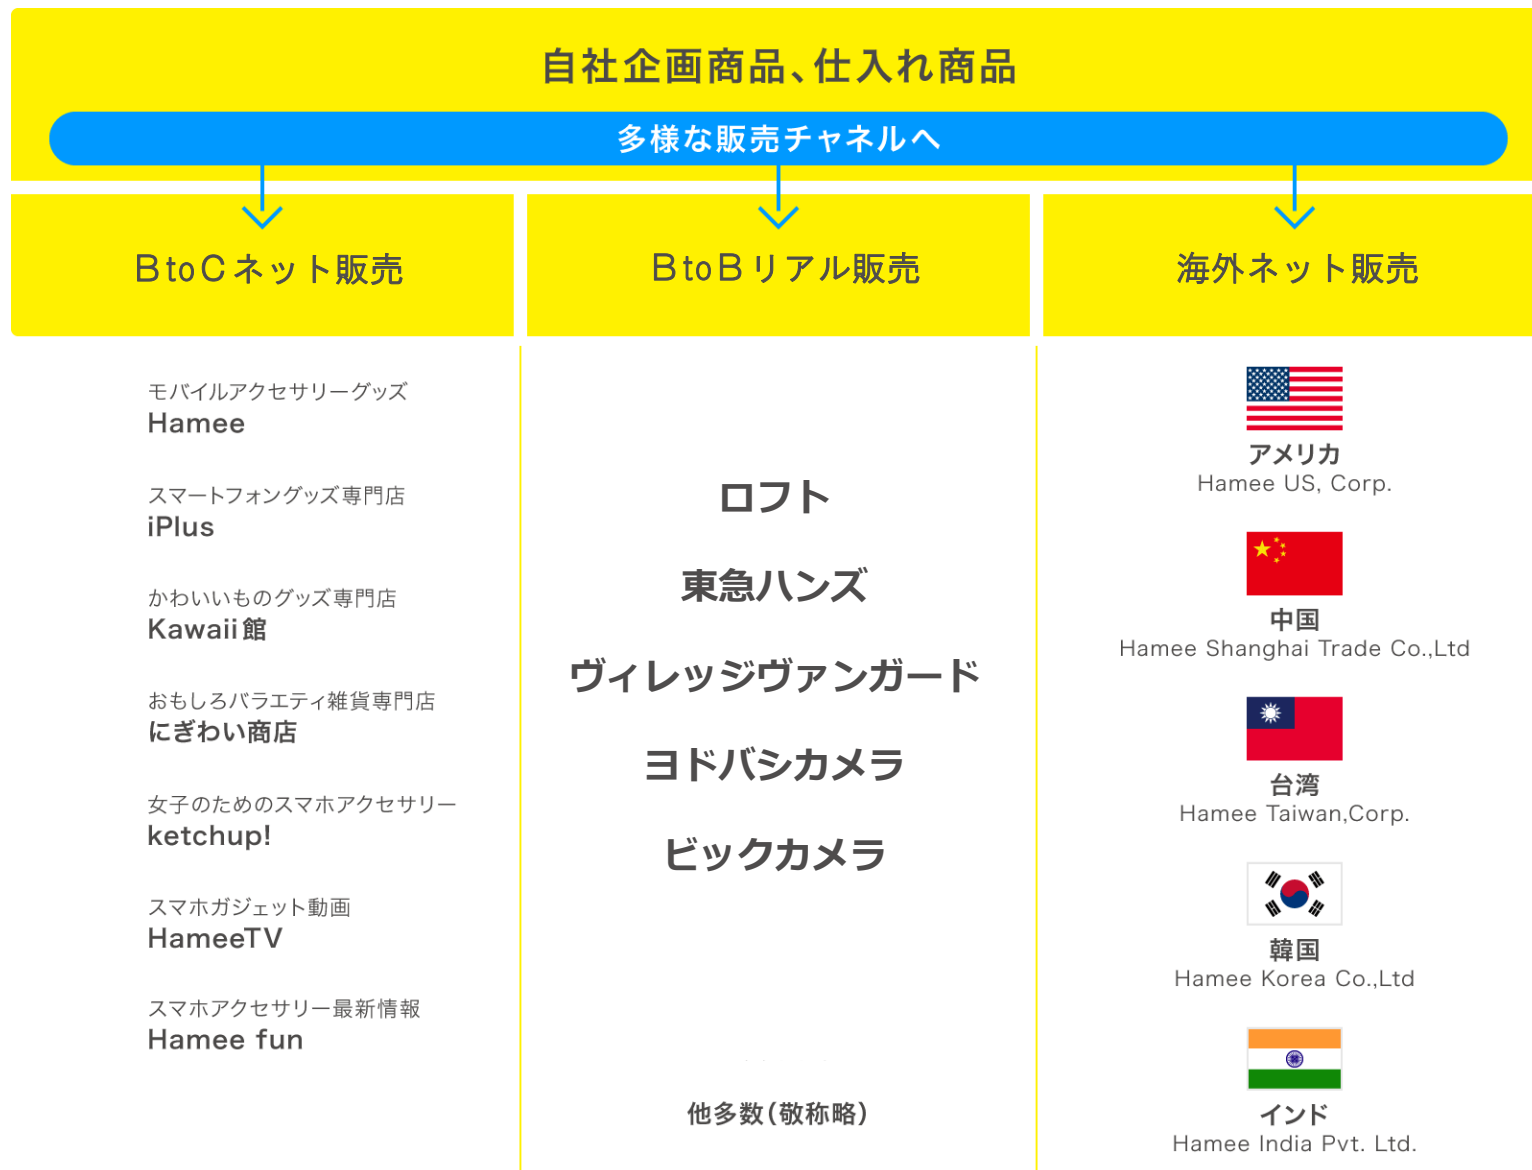 自社企画商品、仕入れ商品
多様な販売チャネルへ
BtoCネット販売
モバイルアクセサリーグッズ
Hamee
スマートフォングッズ専門店
iPlus
かわいいものグッズ専門店
Kawaii館
おもしろバラエティ雑貨専門店
にぎわい商店
女子のためのスマホアクセサリー
ketchup!
スマホガジェット動画
HameeTV
スマホアクセサリー最新情報
Hamee fun
BtoBリアル販売
ロフト
東急ハンズ
ヴィレッジヴァンガード
ヨドバシカメラ
ビックカメラ
他多数(敬称略)
海外ネット販売
アメリカ
Hamee US, Corp.
中国
Hamee Shanghai Trade Co.,Ltd
台湾
Hamee Taiwan,Corp.
韓国
Hamee Korea Co.,Ltd
インド
Hamee India Pvt. Ltd.